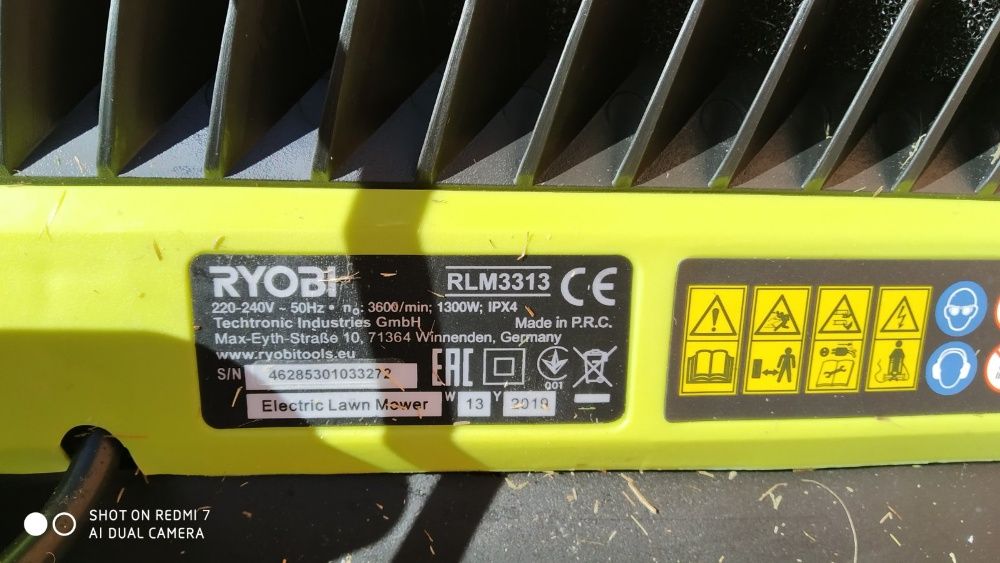 RYOBI
RLM3313
CE
220-240V ~ 50Hz • n₀: 3600/min; 1300W; IPX4
Techtronic Industries GmbH
Made in P.R.C.
Max-Eyth-Straße 10, 71364 Winnenden, Germany
www.ryobitools.eu
S/N 46285301033272
EAC
001
Electric Lawn Mower
W 13 Y 2018
SHOT ON REDMI 7
AI DUAL CAMERA